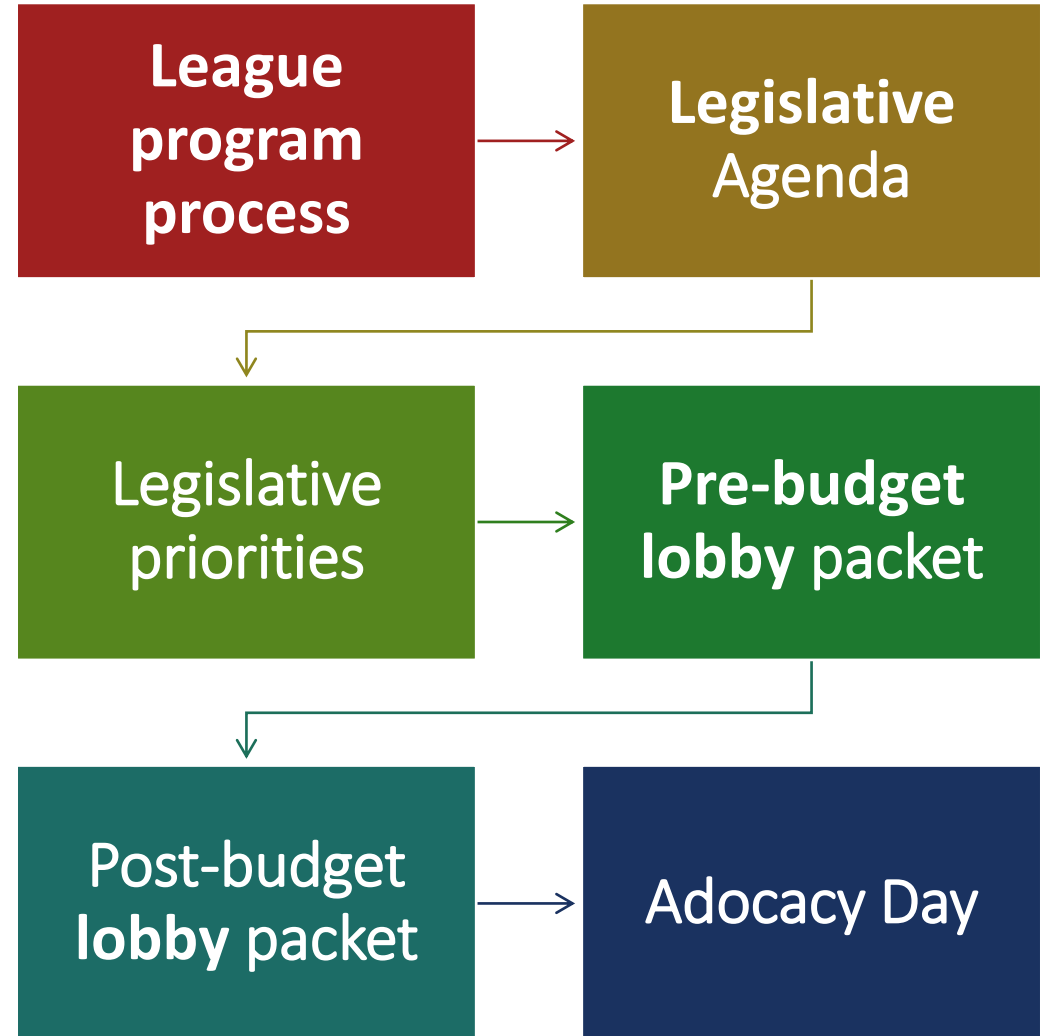 League
program
process
Legislative
Agenda
Legislative
priorities
Pre-budget
lobby packet
Post-budget
lobby packet
Adocacy Day